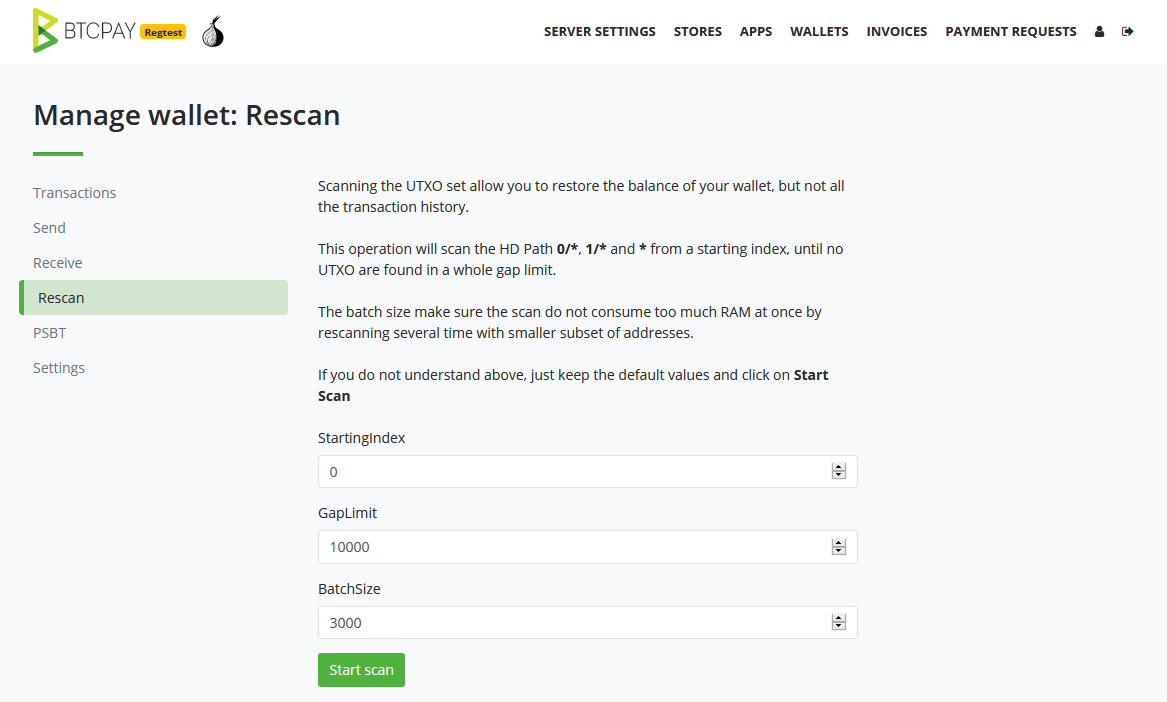 BTCPAY Regtest
SERVER SETTINGS STORES APPS WALLETS INVOICES PAYMENT REQUESTS
Manage wallet: Rescan
Transactions
Send
Receive
Rescan
PSBT
Settings
Scanning the UTXO set allow you to restore the balance of your wallet, but not all
the transaction history.
This operation will scan the HD Path 0/*, 1/* and * from a starting index, until no
UTXO are found in a whole gap limit.
The batch size make sure the scan do not consume too much RAM at once by
rescanning several time with smaller subset of addresses.
If you do not understand above, just keep the default values and click on Start
Scan
StartingIndex
0
GapLimit
10000
BatchSize
3000
Start scan